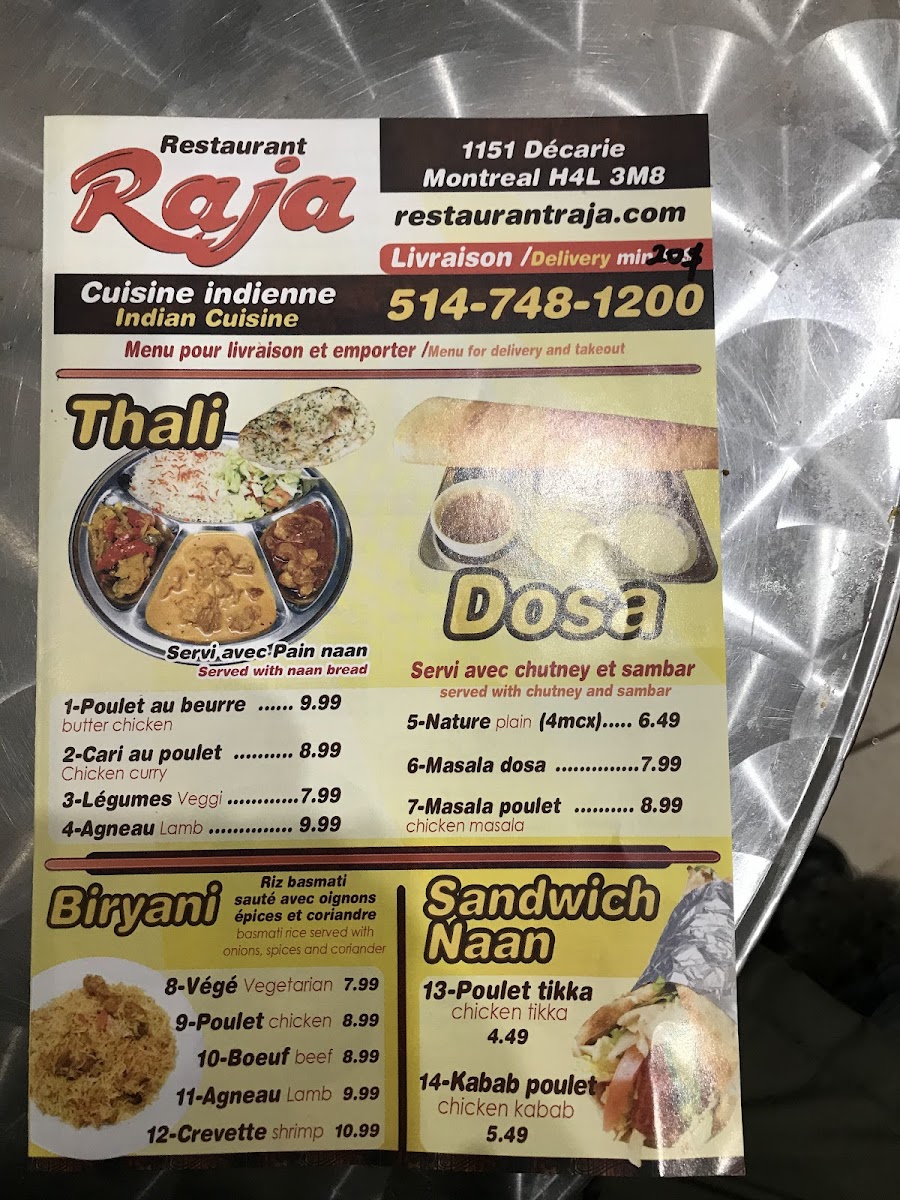 Restaurant
Raja
1151 Décarie
Montreal H4L 3M8
restaurantraja.com
Livraison /Delivery min 20$
Cuisine indienne
Indian Cuisine
514-748-1200
Menu pour livraison et emporter /Menu for delivery and takeout
Thali
Servi avec Pain naan
Served with naan bread
1-Poulet au beurre ...... 9.99
butter chicken
2-Cari au poulet .......... 8.99
Chicken curry
3-Légumes Veggi ............7.99
4-Agneau Lamb .............. 9.99
Dosa
Servi avec chutney et sambar
served with chutney and sambar
5-Nature plain (4mcx)..... 6.49
6-Masala dosa ..............7.99
7-Masala poulet .......... 8.99
chicken masala
Biryani
Riz basmati
sauté avec oignons
épices et coriandre
basmati rice served with
onions, spices and coriander
8-Végé Vegetarian 7.99
9-Poulet chicken 8.99
10-Boeuf beef 8.99
11-Agneau Lamb 9.99
12-Crevette shrimp 10.99
Sandwich
Naan
13-Poulet tikka
chicken tikka
4.49
14-Kabab poulet
chicken kabab
5.49